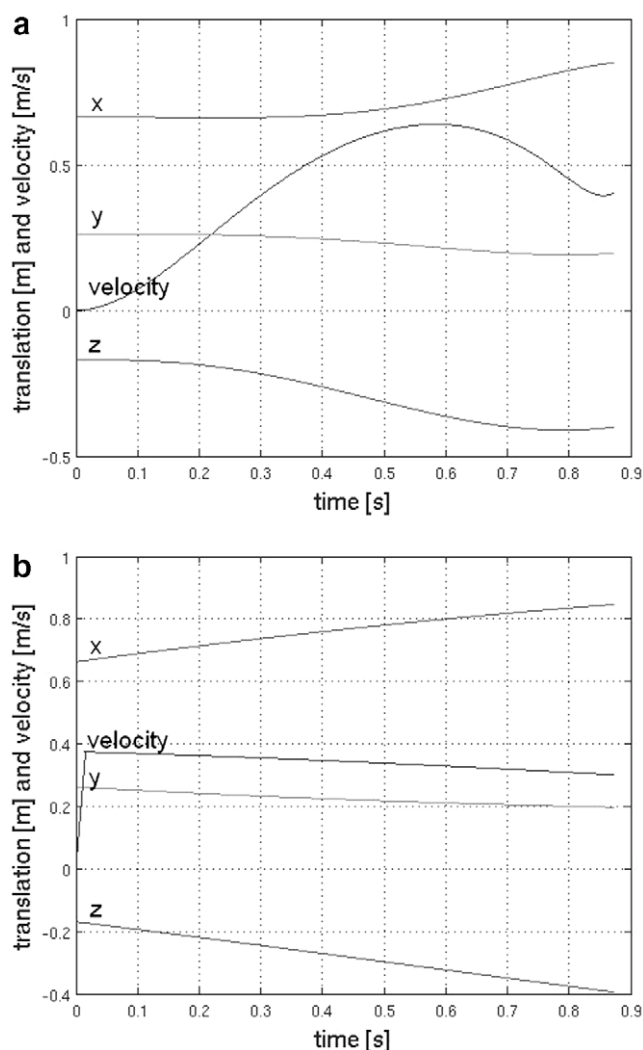 a
translation [m] and velocity [m/s]
1
0.5
0
-0.5
x
y
velocity
z
0 0.1 0.2 0.3 0.4 0.5 0.6 0.7 0.8 0.9
time [s]
b
translation [m] and velocity [m/s]
1
0.8
0.6
0.4
0.2
0
-0.2
-0.4
x
velocity
y
z
0 0.1 0.2 0.3 0.4 0.5 0.6 0.7 0.8 0.9
time [s]